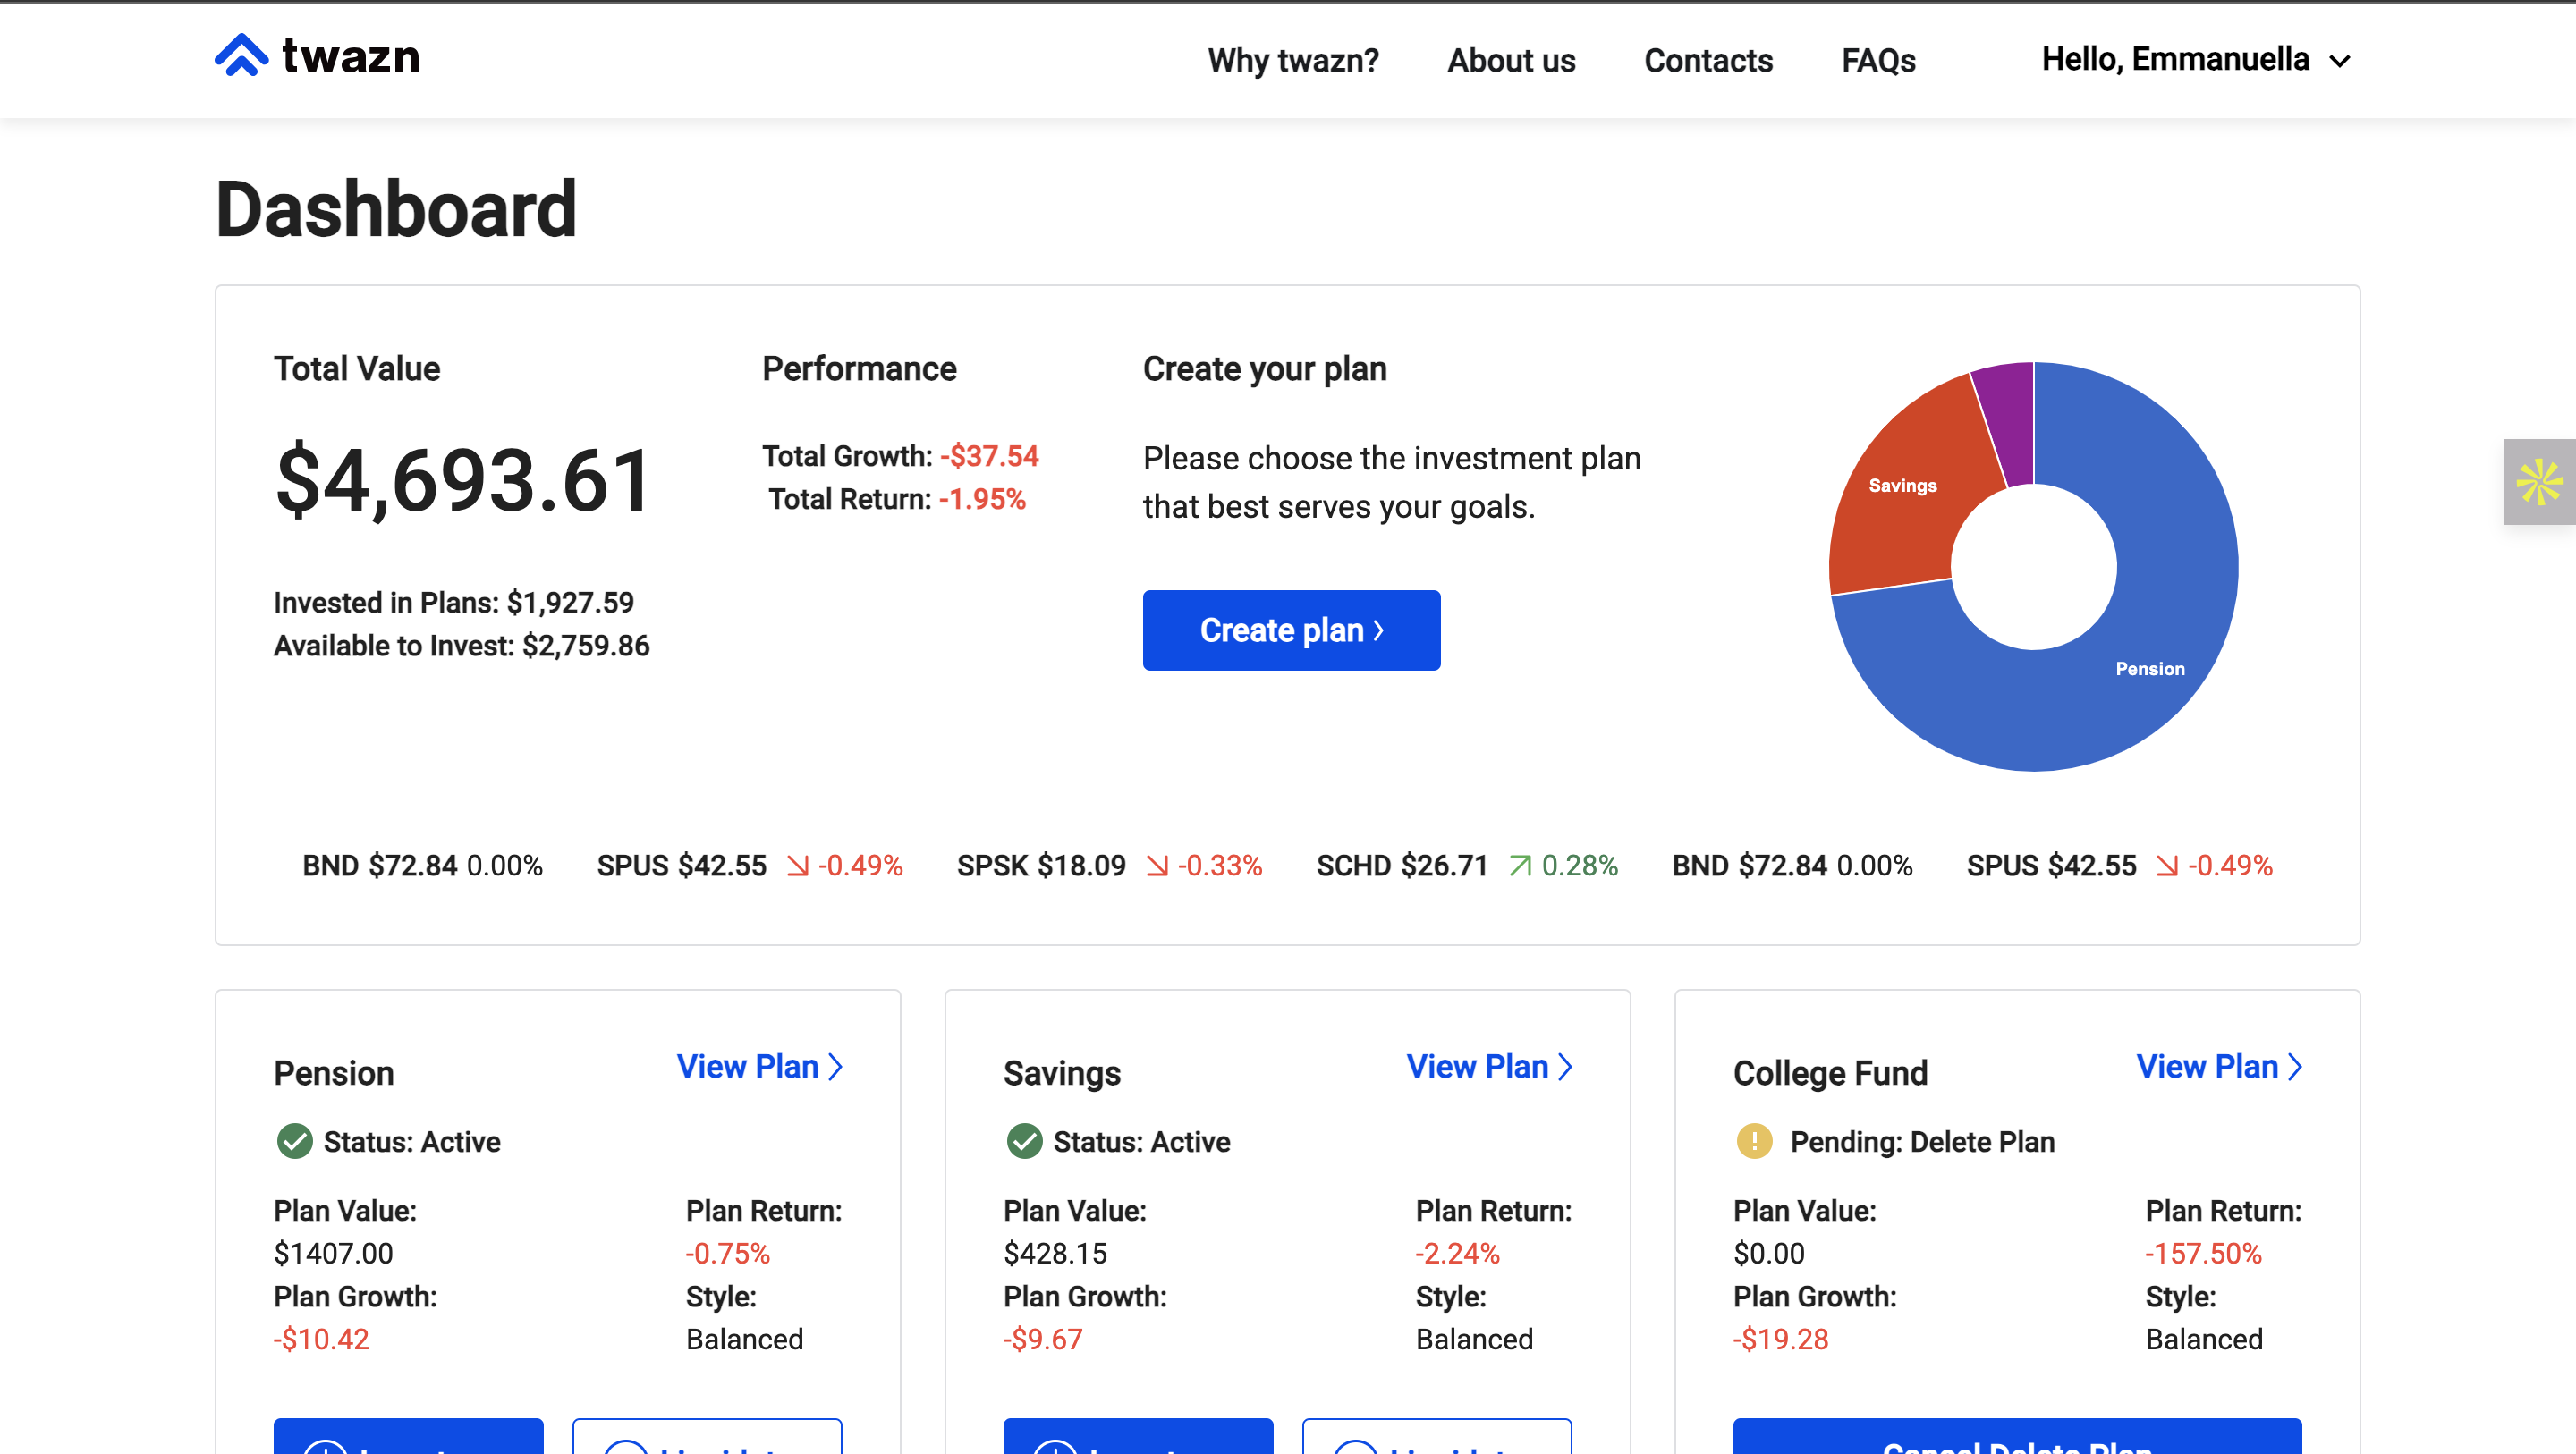 twazn
Why twazn?
About us
Contacts
FAQs
Hello, Emmanuella
Dashboard
Total Value
$4,693.61
Invested in Plans: $1,927.59
Available to Invest: $2,759.86
Performance
Total Growth: -$37.54
Total Return: -1.95%
Create your plan
Please choose the investment plan
that best serves your goals.
Create plan
Savings
Pension
BND $72.84 0.00%
SPUS $42.55 -0.49%
SPSK $18.09 -0.33%
SCHD $26.71 0.28%
BND $72.84 0.00%
SPUS $42.55 -0.49%
Pension
View Plan
Status: Active
Plan Value:
$1407.00
Plan Growth:
-$10.42
Plan Return:
-0.75%
Style:
Balanced
Savings
View Plan
Status: Active
Plan Value:
$428.15
Plan Growth:
-$9.67
Plan Return:
-2.24%
Style:
Balanced
College Fund
View Plan
Pending: Delete Plan
Plan Value:
$0.00
Plan Growth:
-$19.28
Plan Return:
-157.50%
Style:
Balanced
Cancel Delete Plan